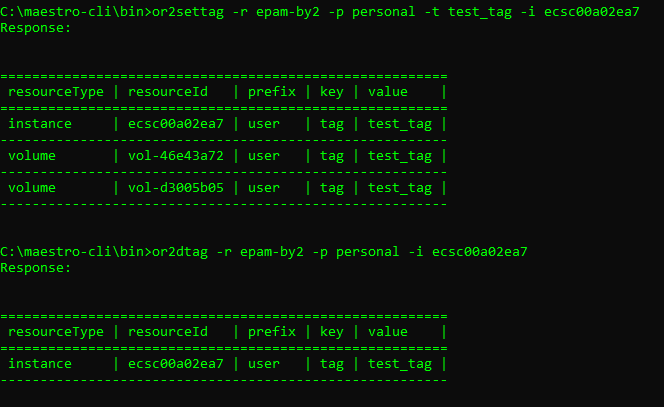 C:\maestro-cli\bin>or2settag -r epam-by2 -p personal -t test_tag -i ecsc00a02ea7
Response:
========================================================
resourceType | resourceId   | prefix | key | value    |
========================================================
instance     | ecsc00a02ea7 | user   | tag | test_tag |
--------------------------------------------------------
volume       | vol-46e43a72 | user   | tag | test_tag |
--------------------------------------------------------
volume       | vol-d3005b05 | user   | tag | test_tag |
--------------------------------------------------------
C:\maestro-cli\bin>or2dtag -r epam-by2 -p personal -i ecsc00a02ea7
Response:
========================================================
resourceType | resourceId   | prefix | key | value    |
========================================================
instance     | ecsc00a02ea7 | user   | tag | test_tag |
--------------------------------------------------------